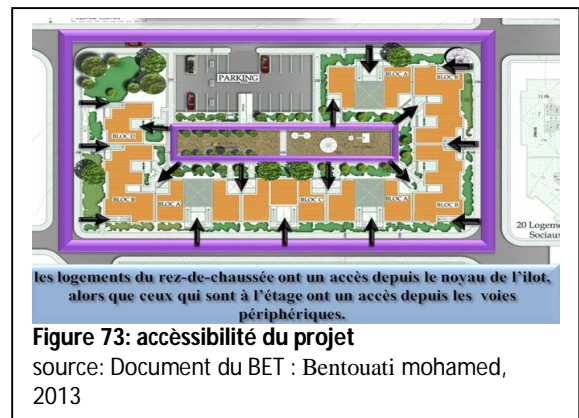 PARKING
BLOC A
BLOC B
BLOC D
BLOC B
BLOC A
BLOC C
BLOC A
BLOC B
20 Logeme
Sociau
les logements du rez-de-chaussée ont un accès depuis le noyau de l'ilot,
alors que ceux qui sont à l'étage ont un accès depuis les voies
périphériques.
Figure 73: accèssibilité du projet
source: Document du BET : Bentouati mohamed,
2013